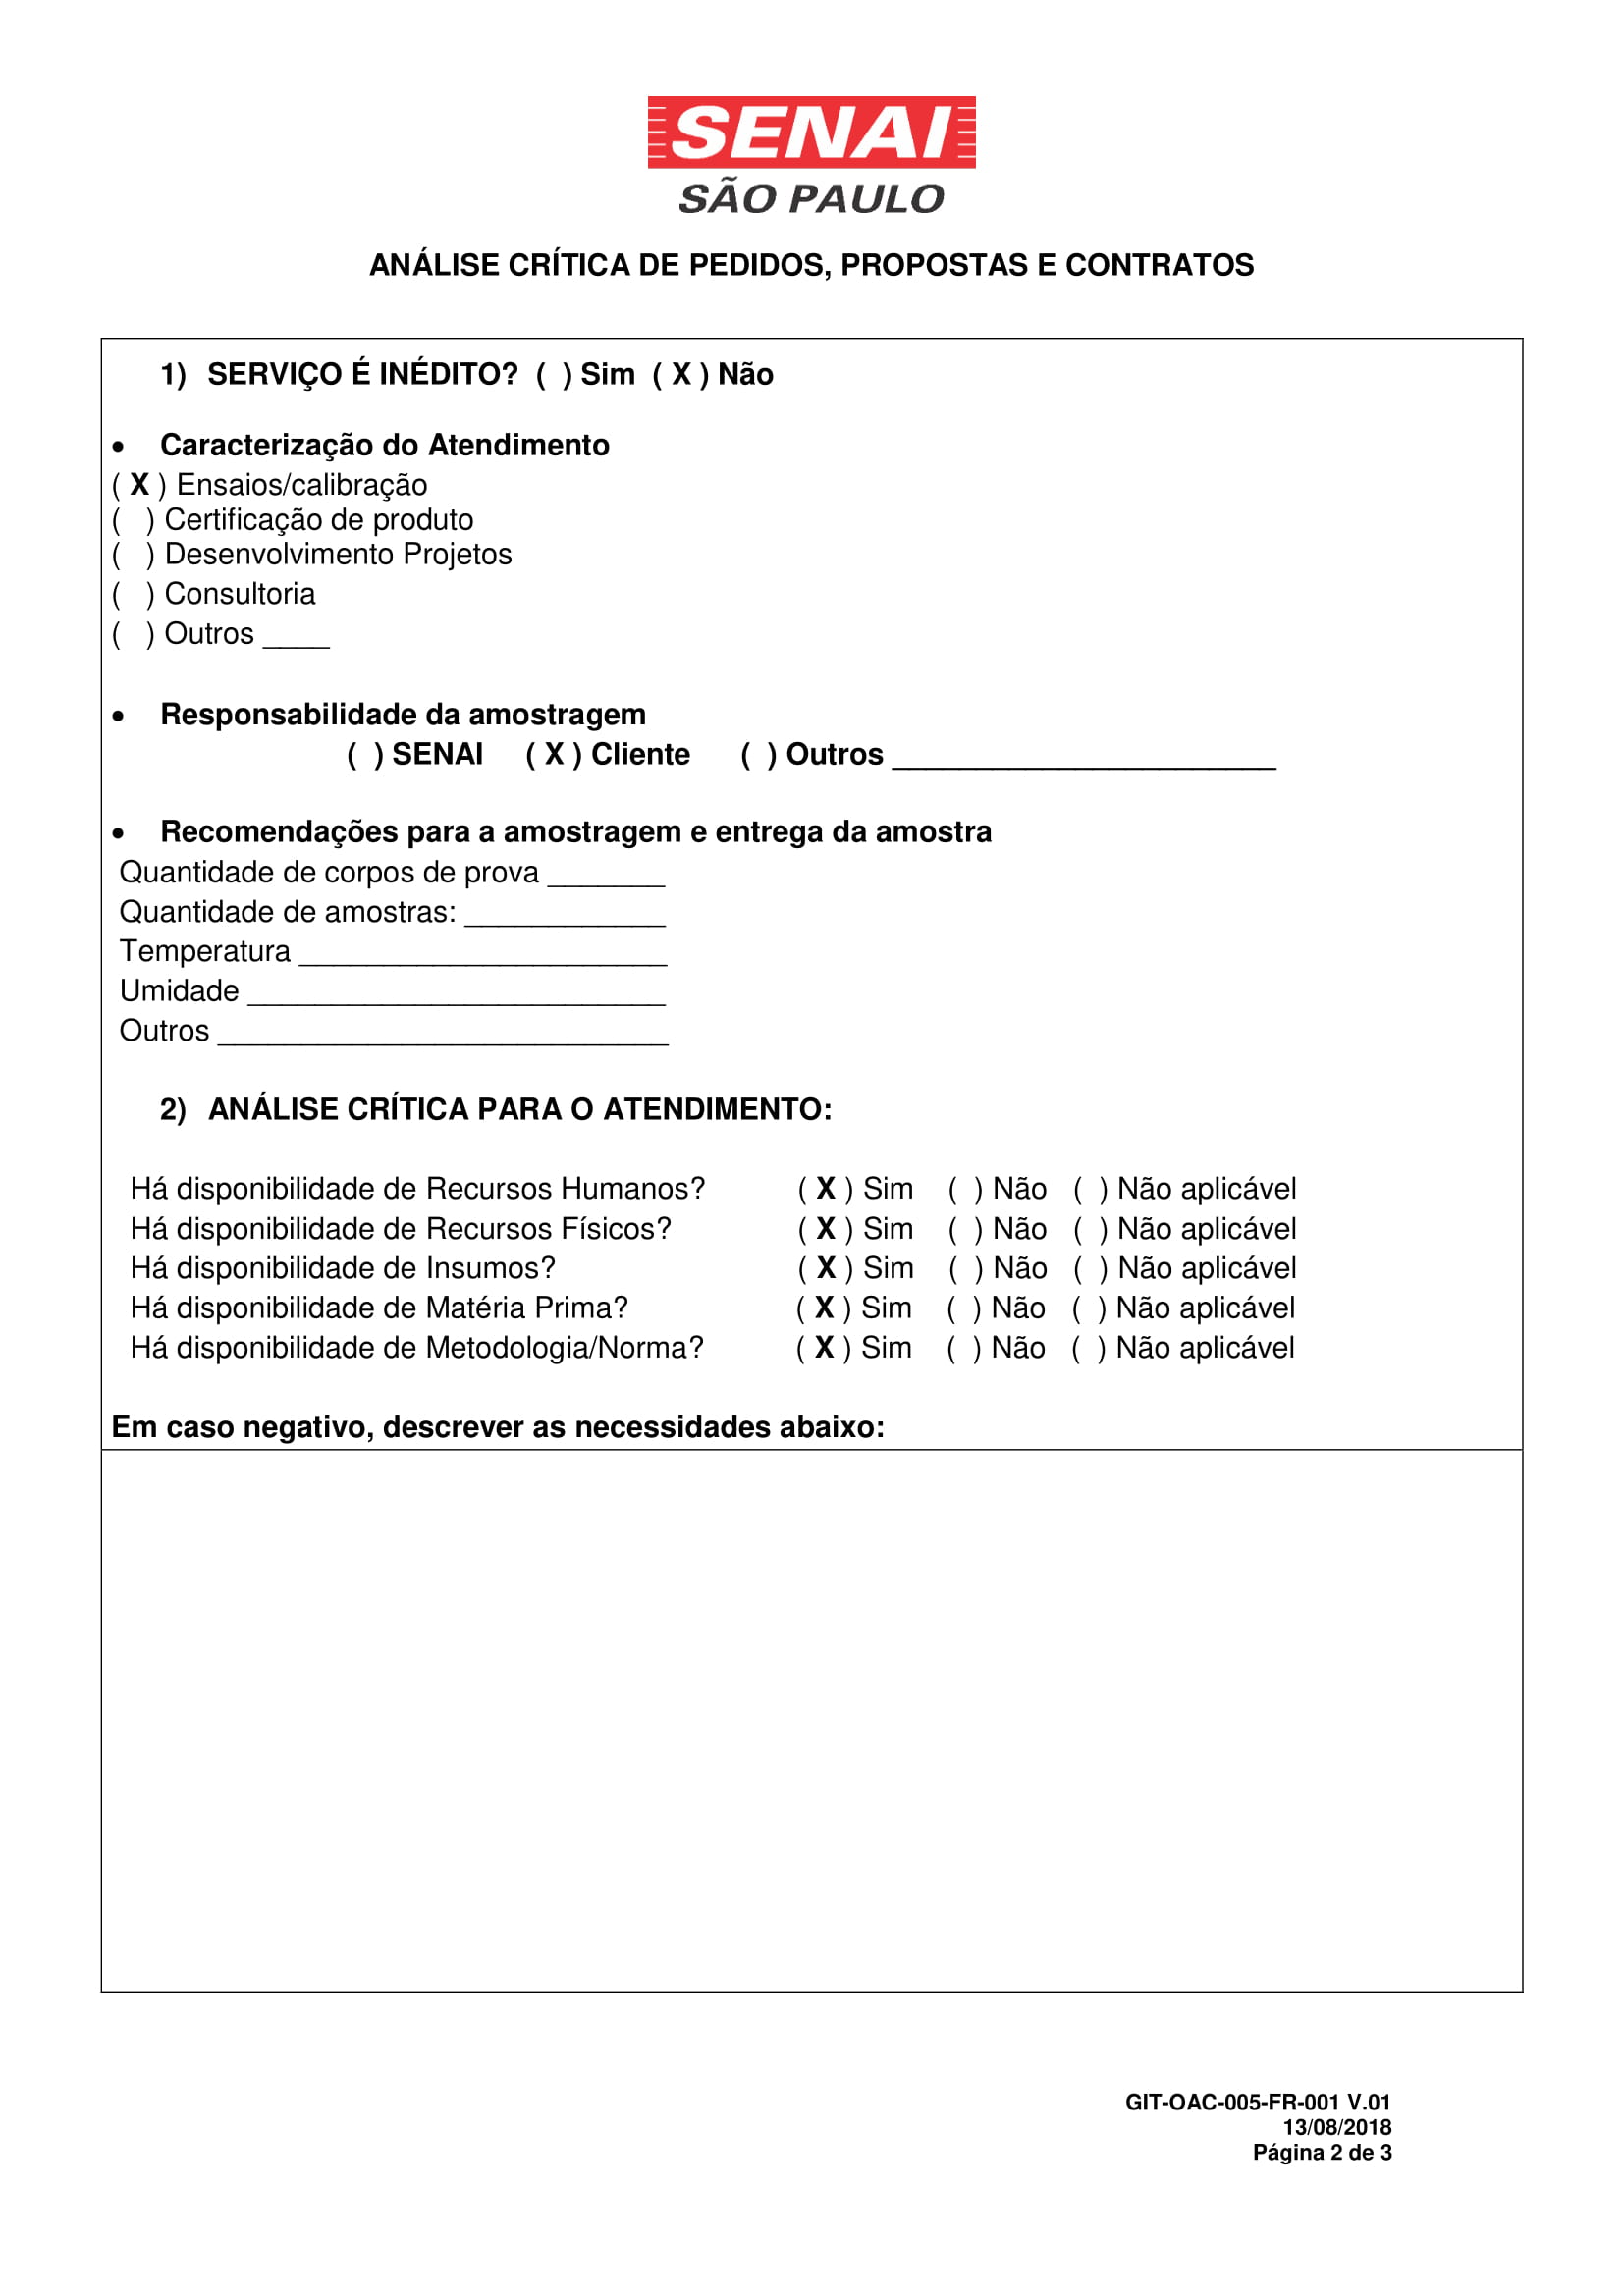 SENAI
SÃO PAULO
ANÁLISE CRÍTICA DE PEDIDOS, PROPOSTAS E CONTRATOS
1) SERVIÇO É INÉDITO? ( ) Sim ( X ) Não
• Caracterização do Atendimento
( X ) Ensaios/calibração
( ) Certificação de produto
( ) Desenvolvimento Projetos
( ) Consultoria
( ) Outros ____
• Responsabilidade da amostragem
( ) SENAI ( X ) Cliente ( ) Outros _______________________
• Recomendações para a amostragem e entrega da amostra
Quantidade de corpos de prova _______
Quantidade de amostras: ____________
Temperatura ______________________
Umidade _________________________
Outros ___________________________
2) ANÁLISE CRÍTICA PARA O ATENDIMENTO:
Há disponibilidade de Recursos Humanos? ( X ) Sim ( ) Não ( ) Não aplicável
Há disponibilidade de Recursos Físicos? ( X ) Sim ( ) Não ( ) Não aplicável
Há disponibilidade de Insumos? ( X ) Sim ( ) Não ( ) Não aplicável
Há disponibilidade de Matéria Prima? ( X ) Sim ( ) Não ( ) Não aplicável
Há disponibilidade de Metodologia/Norma? ( X ) Sim ( ) Não ( ) Não aplicável
Em caso negativo, descrever as necessidades abaixo:
GIT-OAC-005-FR-001 V.01
13/08/2018
Página 2 de 3